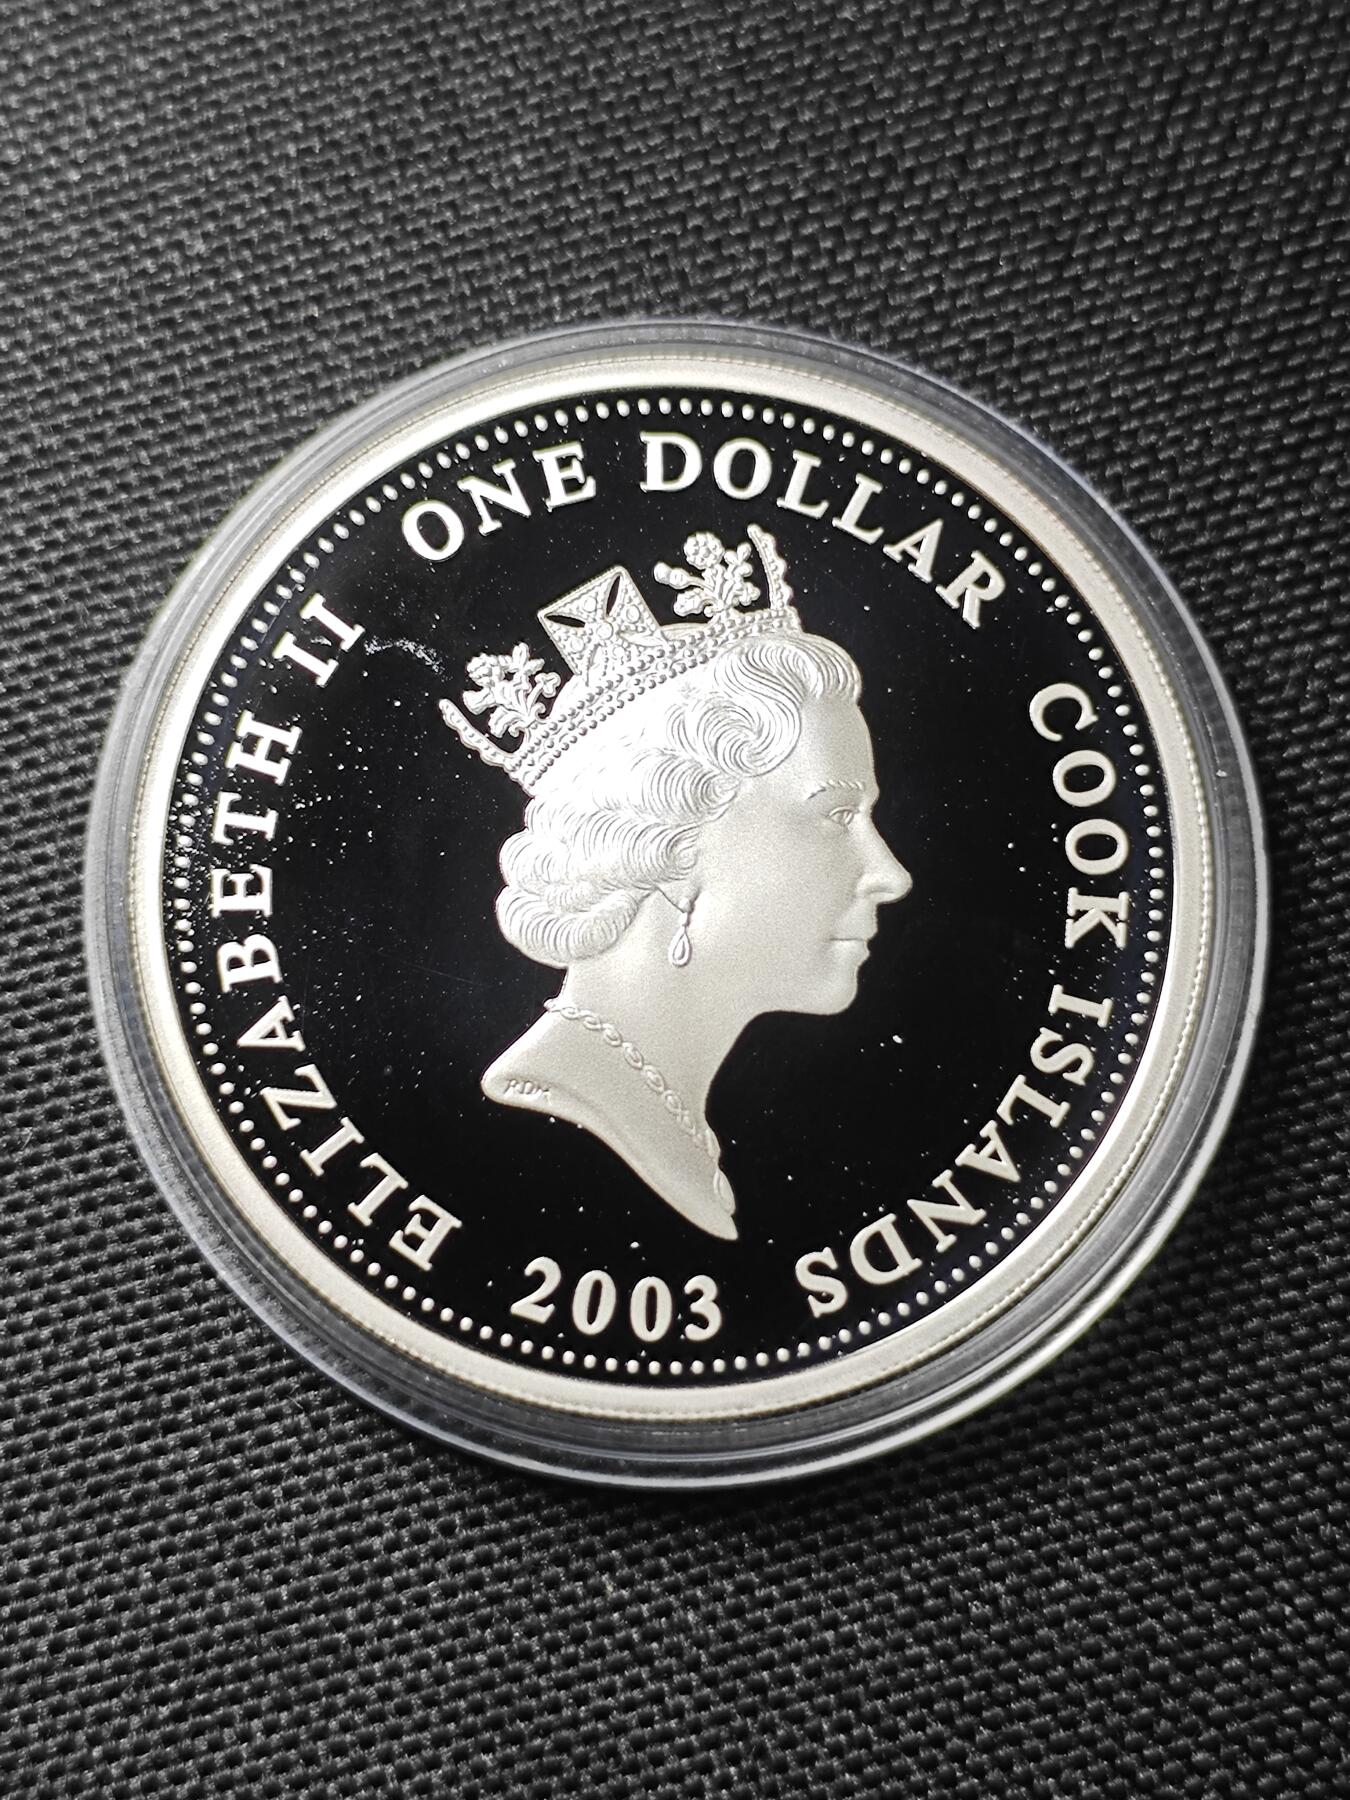 ELIZABETH II ONE DOLLAR COOK ISLANDS
2003
RDM